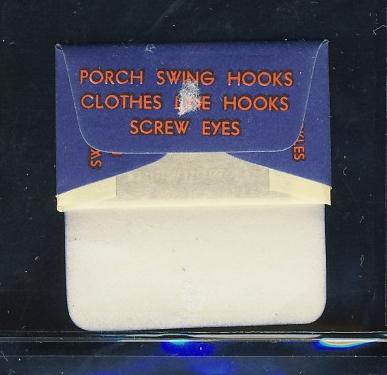 PORCH SWING HOOKS
CLOTHES LINE HOOKS
SCREW EYES